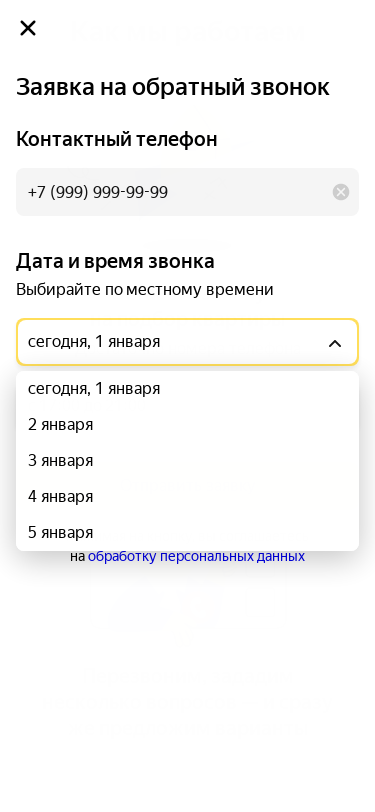 Заявка на обратный звонок
Контактный телефон
+7 (999) 999-99-99
Дата и время звонка
Выбирайте по местному времени
сегодня, 1 января
сегодня, 1 января
2 января
3 января
4 января
5 января
на обработку персональных данных